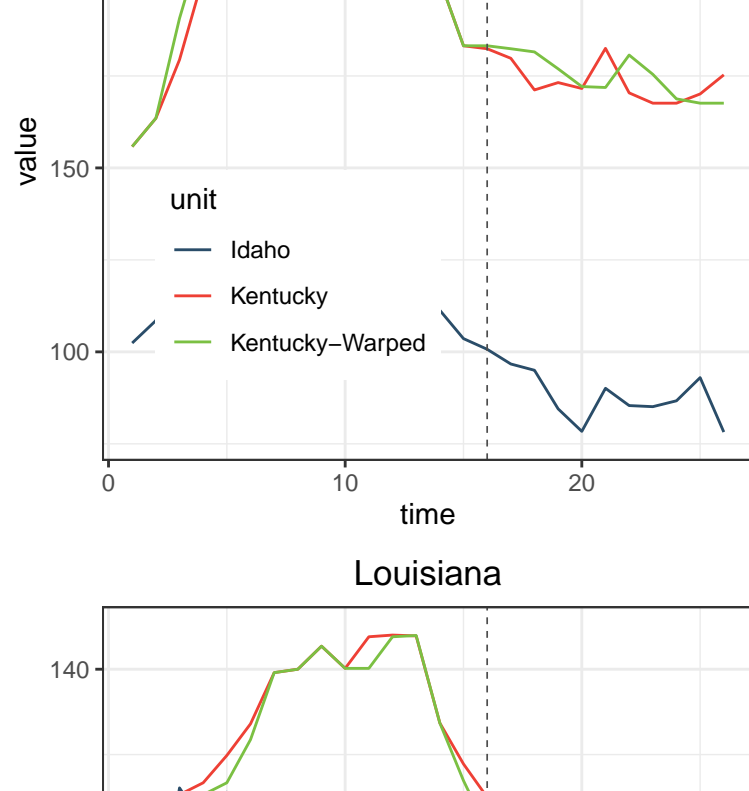 value
150
100
unit
Idaho
Kentucky
Kentucky−Warped
0 10 20
time
Louisiana
140